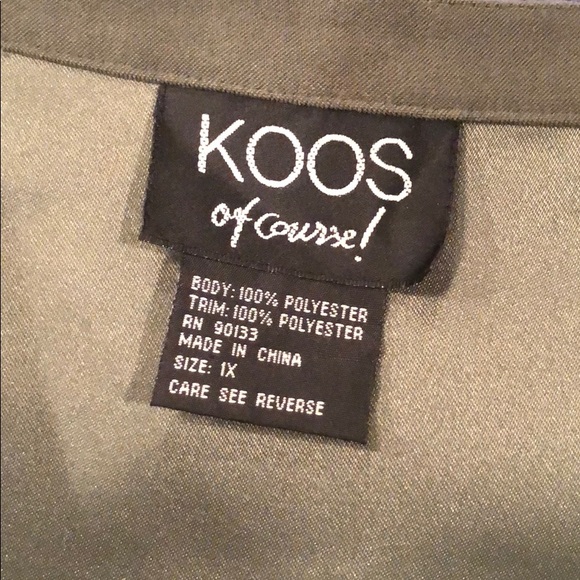 KOOS
of course!
BODY: 100% POLYESTER
TRIM: 100% POLYESTER
RN 90133
MADE IN CHINA
SIZE: 1X
CARE SEE REVERSE